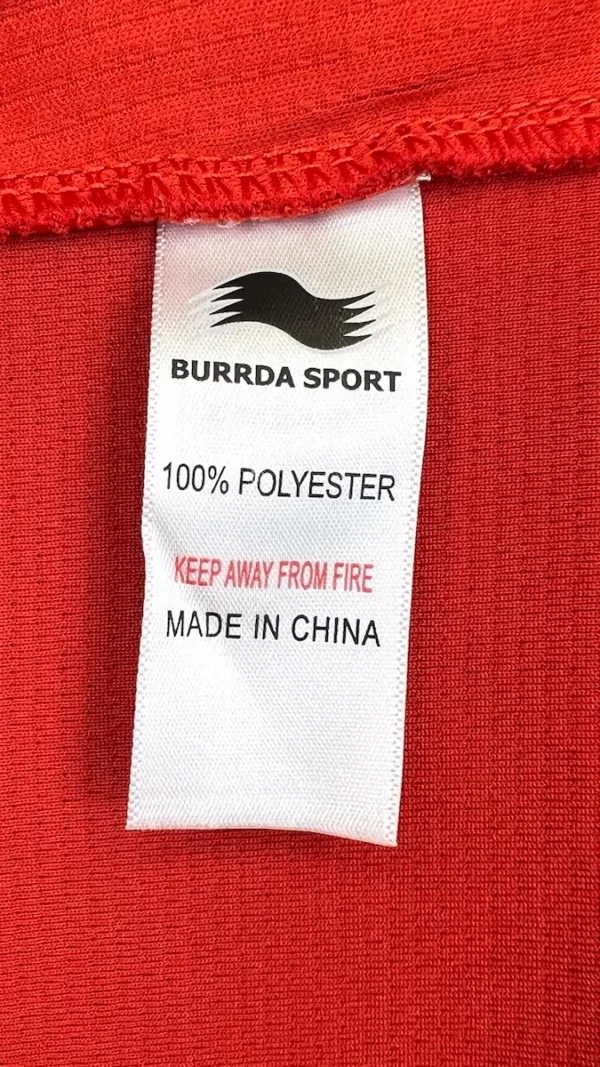 BURRDA SPORT
100% POLYESTER
KEEP AWAY FROM FIRE
MADE IN CHINA